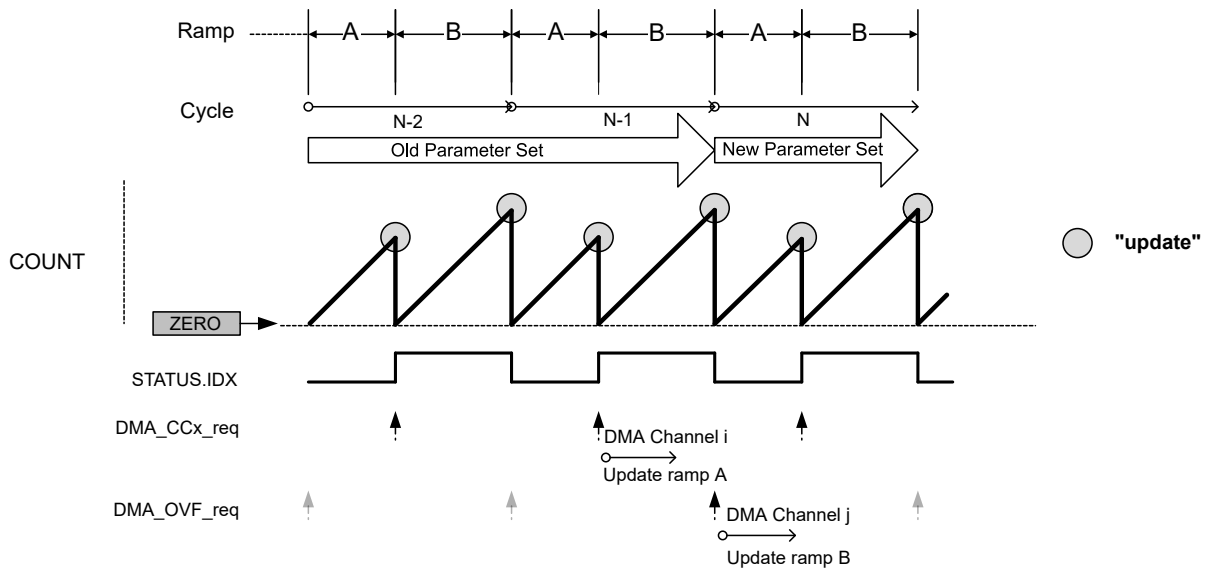 Ramp A B A B A B
Cycle
N-2 N-1 N
Old Parameter Set New Parameter Set
COUNT
"update"
ZERO
STATUS.IDX
DMA_CCx_req
DMA Channel i
Update ramp A
DMA_OVF_req
DMA Channel j
Update ramp B